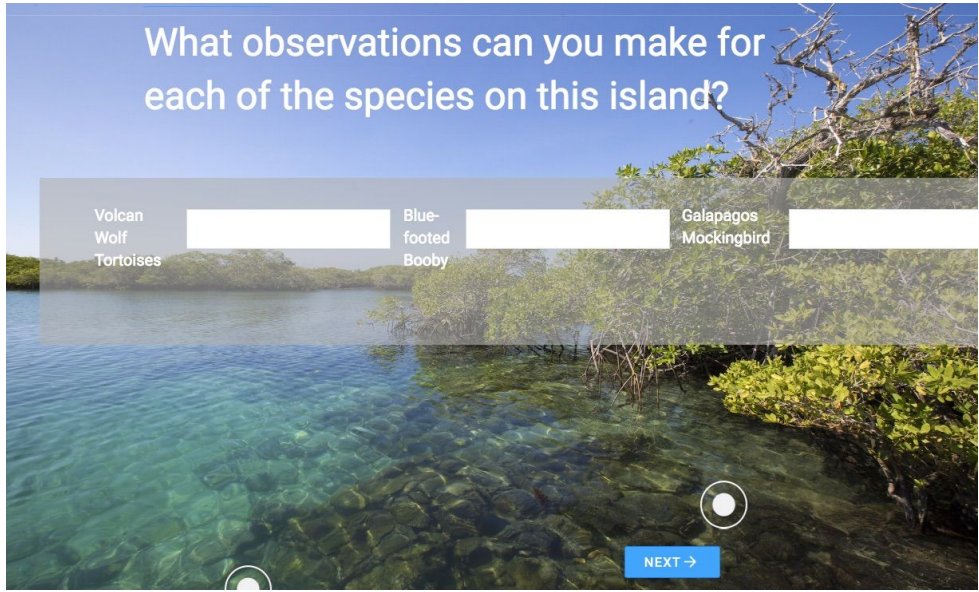 What observations can you make for
each of the species on this island?
Volcan
Wolf
Tortoises
Blue-
footed
Booby
Galapagos
Mockingbird
NEXT →